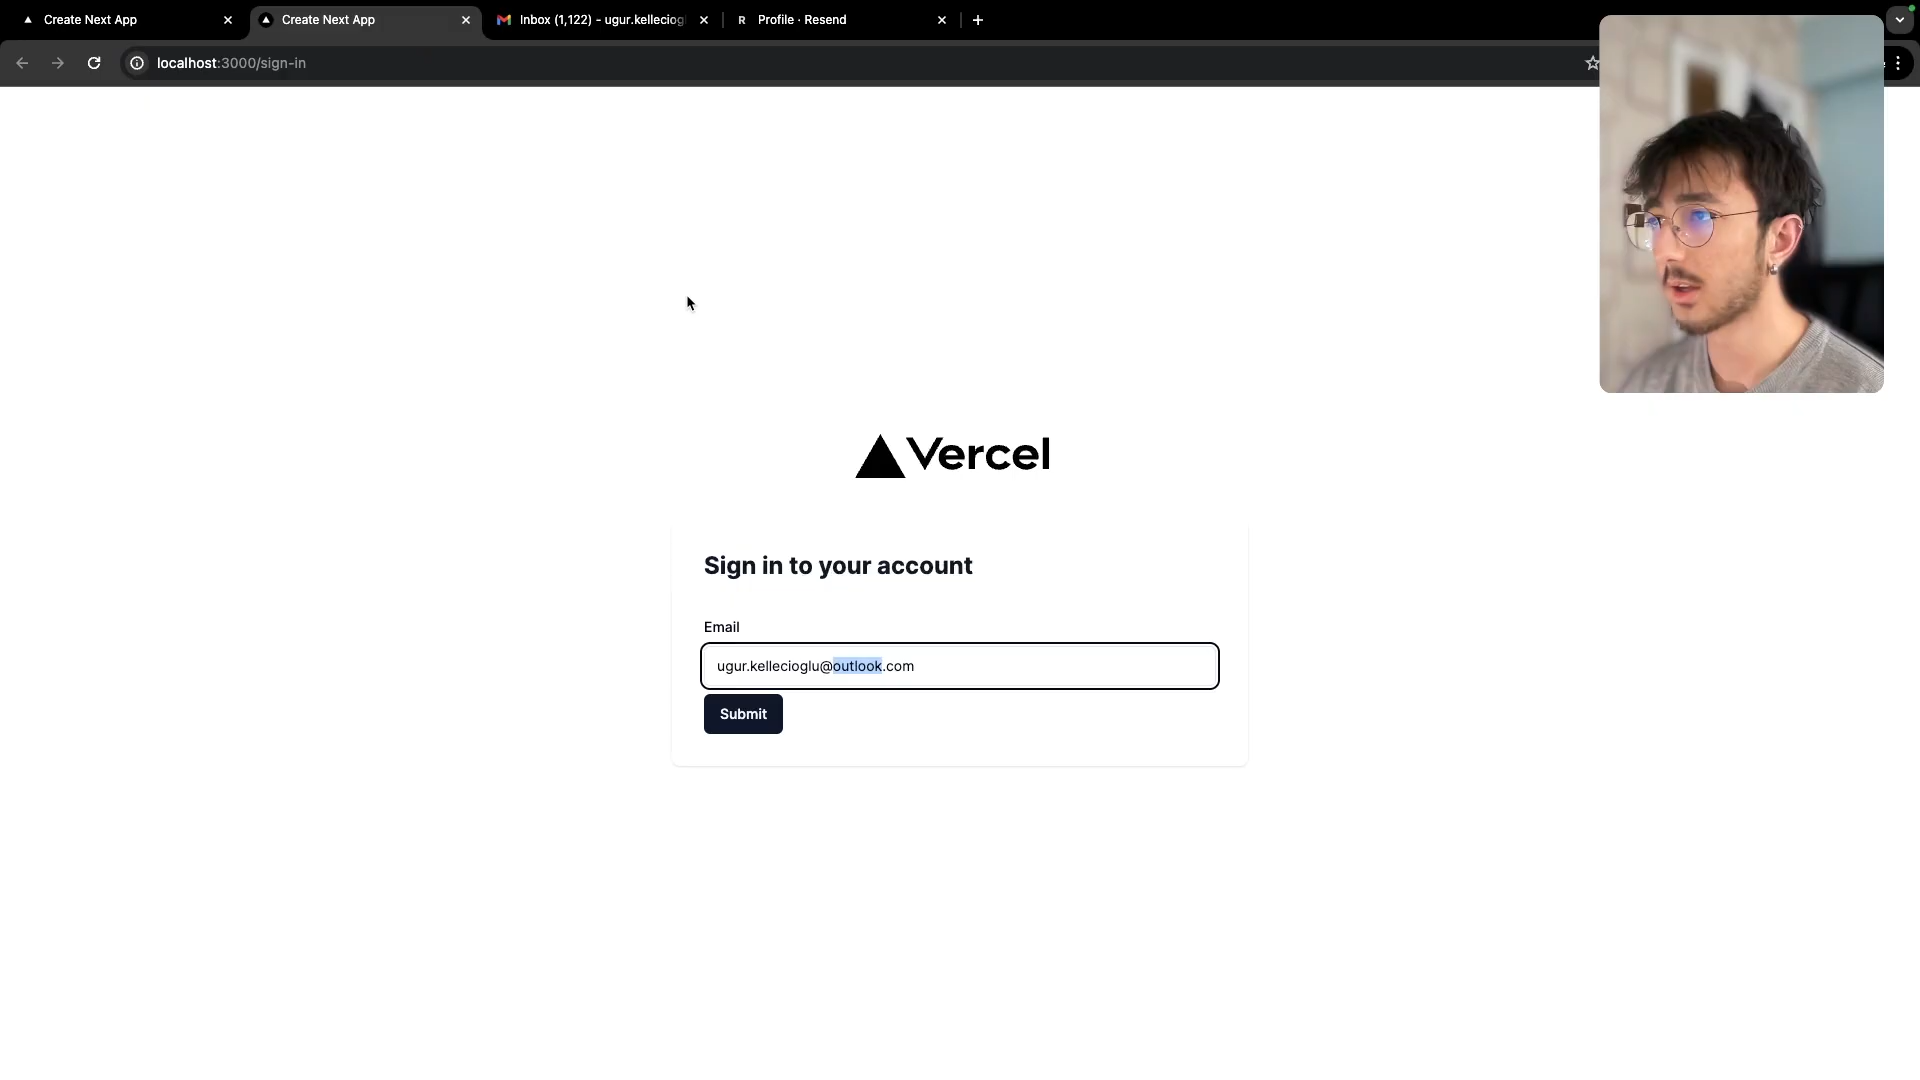 Create Next App
Create Next App
Inbox (1,122) - ugur.kelleciog
R Profile · Resend
localhost:3000/sign-in
Vercel
Sign in to your account
Email
ugur.kellecioglu@outlook.com
Submit